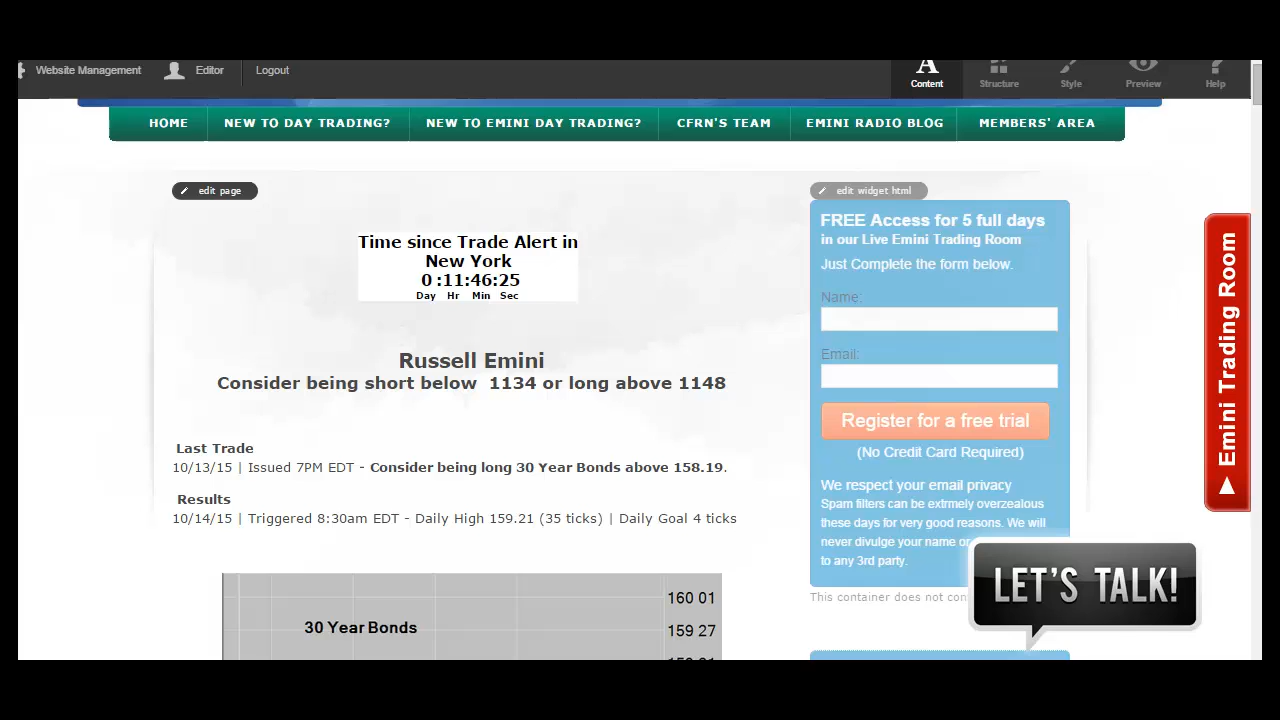 Website Management
Editor
Logout
Content
Structure
Style
Preview
Help
HOME
NEW TO DAY TRADING?
NEW TO EMINI DAY TRADING?
CFRN'S TEAM
EMINI RADIO BLOG
MEMBERS' AREA
edit page
Time since Trade Alert in
New York
0 :11:46:25
Day Hr Min Sec
Russell Emini
Consider being short below 1134 or long above 1148
Last Trade
10/13/15 | Issued 7PM EDT - Consider being long 30 Year Bonds above 158.19.
Results
10/14/15 | Triggered 8:30am EDT - Daily High 159.21 (35 ticks) | Daily Goal 4 ticks
30 Year Bonds
160 01
159 27
edit widget html
FREE Access for 5 full days
in our Live Emini Trading Room
Just Complete the form below.
Name:
Email:
Register for a free trial
(No Credit Card Required)
We respect your email privacy
Spam filters can be extrmely overzealous
these days for very good reasons. We will
never divulge your name or
to any 3rd party.
This container does not
Emini Trading Room
LET'S TALK!